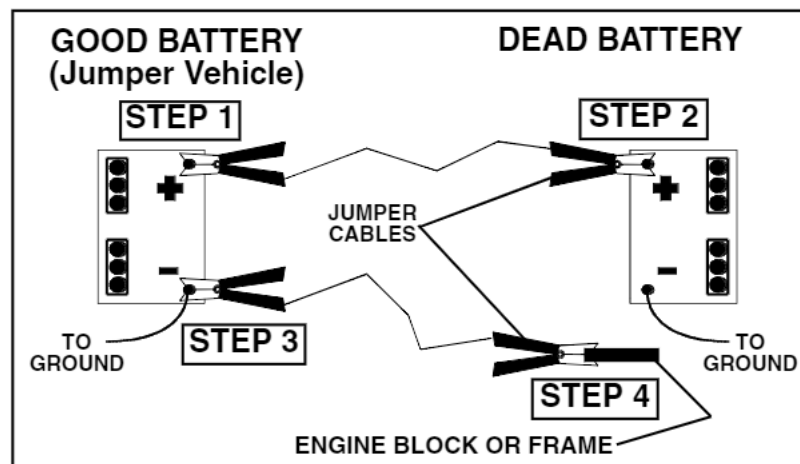 GOOD BATTERY
(Jumper Vehicle)
DEAD BATTERY
STEP 1
STEP 2
+
+
JUMPER
CABLES
-
-
TO
GROUND
STEP 3
TO
GROUND
STEP 4
ENGINE BLOCK OR FRAME